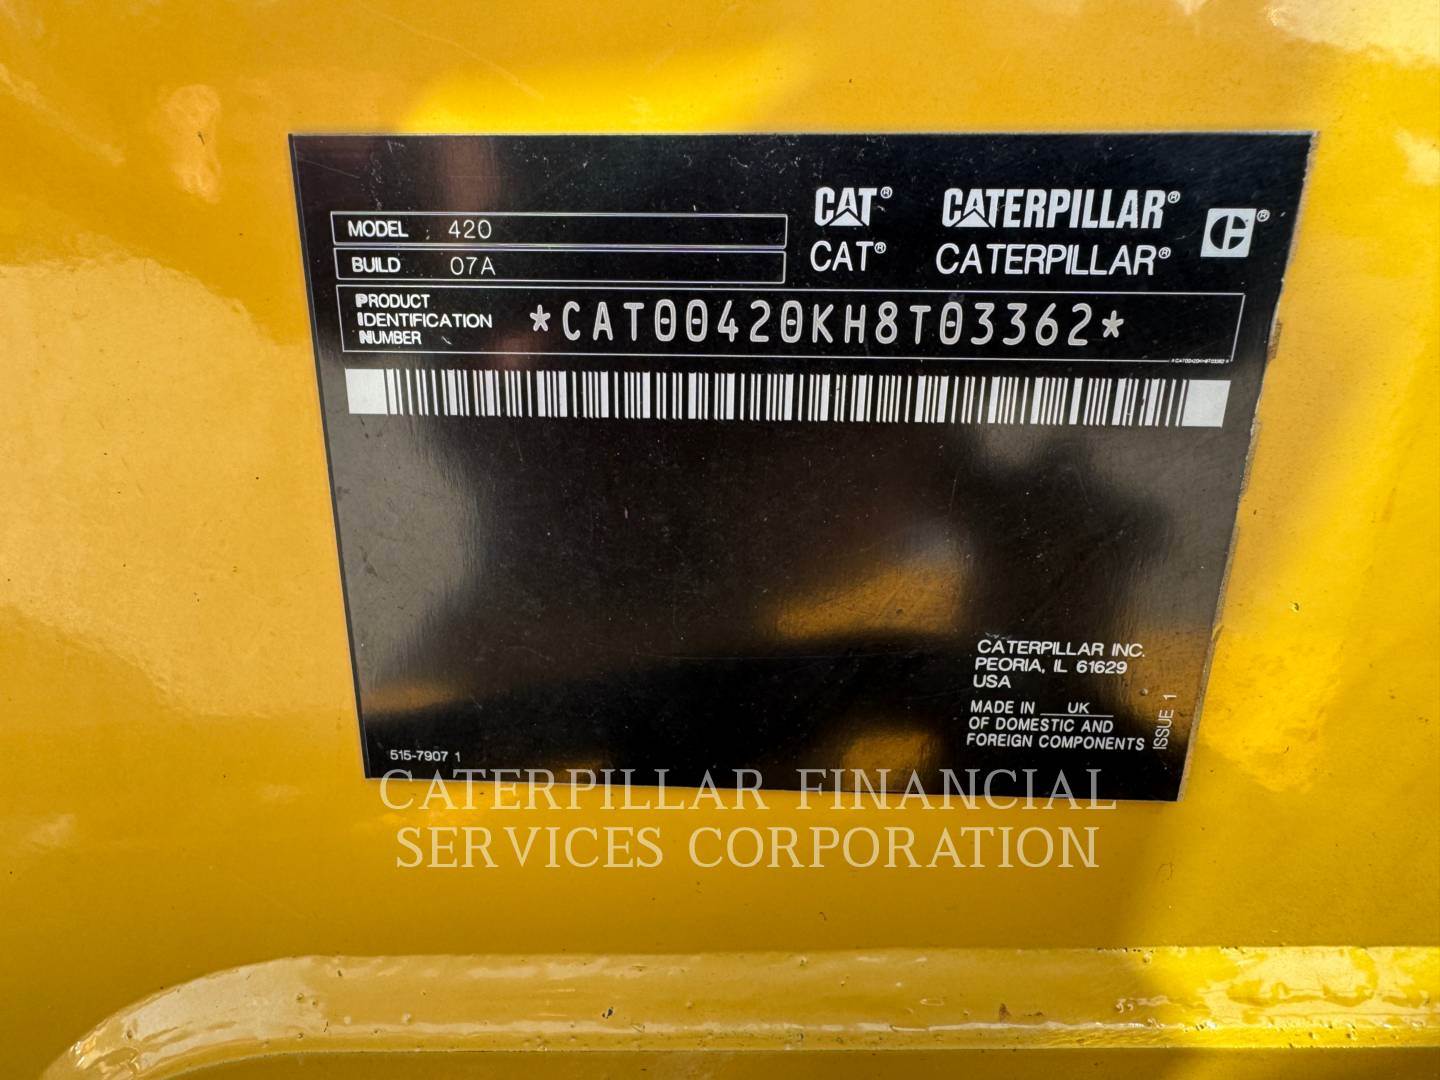 CAT® CATERPILLAR®
CAT® CATERPILLAR® C®
MODEL 420
BUILD 07A
PRODUCT
IDENTIFICATION
NUMBER
*CAT00420KH8T03362*
*CAT00420KH8T03362*
CATERPILLAR INC.
PEORIA, IL 61629
USA
MADE IN UK
OF DOMESTIC AND
FOREIGN COMPONENTS
ISSUE 1
515-7907 1
CATERPILLAR FINANCIAL
SERVICES CORPORATION